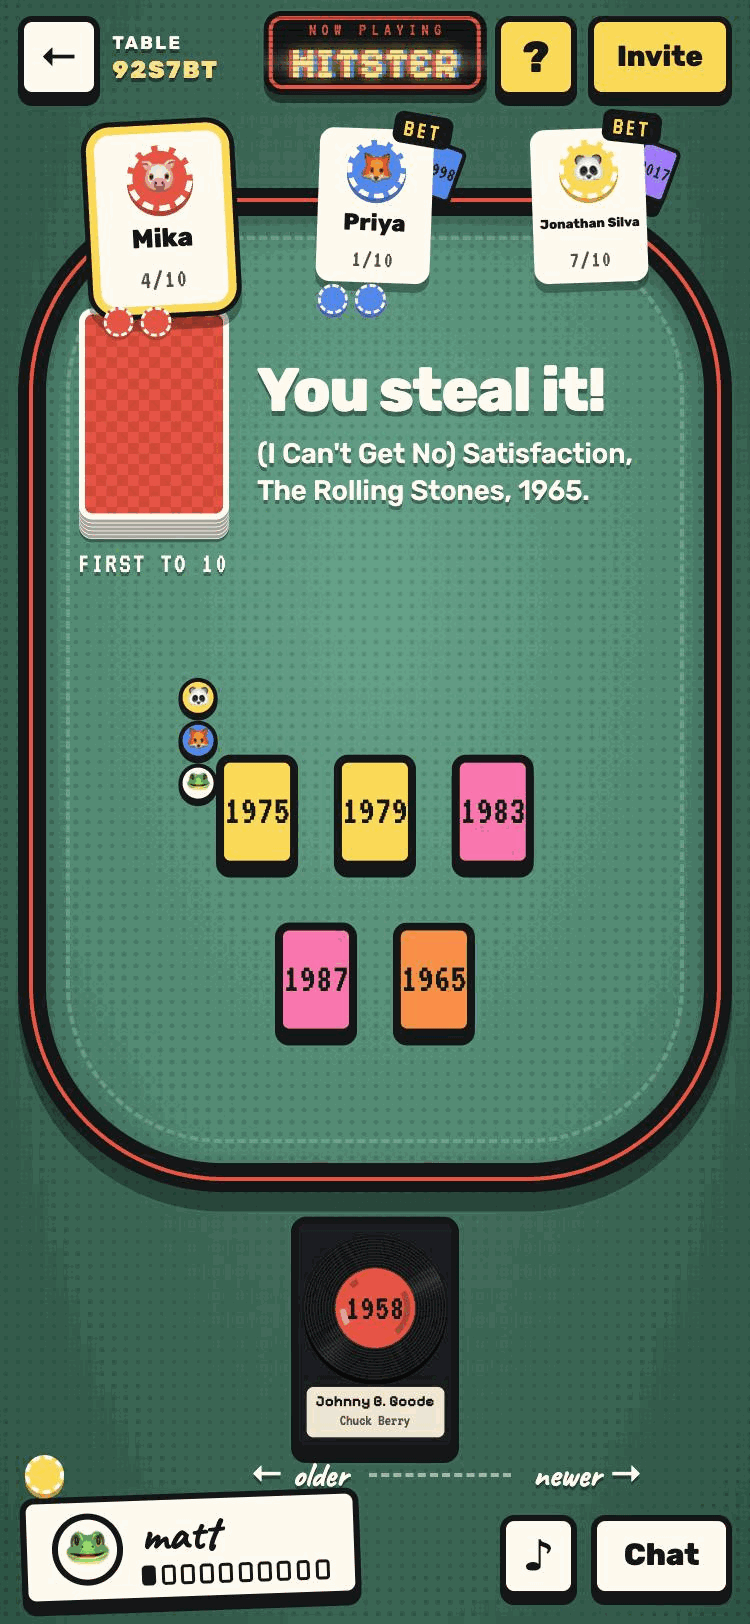 TABLE
92S7BT
NOW PLAYING
HITSTER
?
Invite
BET
BET
998
017
Mika
4/10
Priya
1/10
Jonathan Silva
7/10
You steal it!
(I Can't Get No) Satisfaction,
The Rolling Stones, 1965.
FIRST TO 10
1975
1979
1983
1987
1965
1958
Johnny B. Goode
Chuck Berry
← older
newer →
matt
Chat